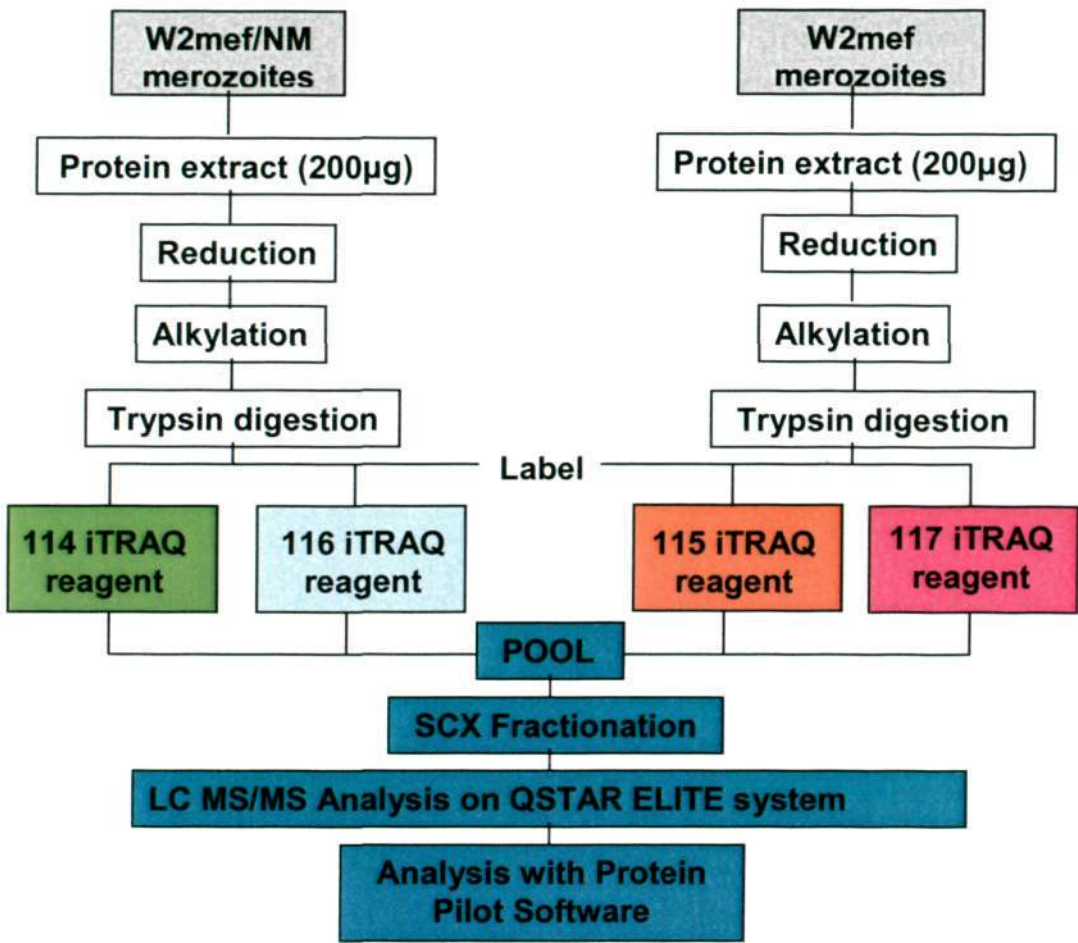 W2mef/NM
merozoites
W2mef
merozoites
Protein extract (200µg)
Protein extract (200µg)
Reduction
Reduction
Alkylation
Alkylation
Trypsin digestion
Trypsin digestion
Label
114 iTRAQ
reagent
116 iTRAQ
reagent
115 iTRAQ
reagent
117 iTRAQ
reagent
POOL
SCX Fractionation
LC MS/MS Analysis on QSTAR ELITE system
Analysis with Protein
Pilot Software